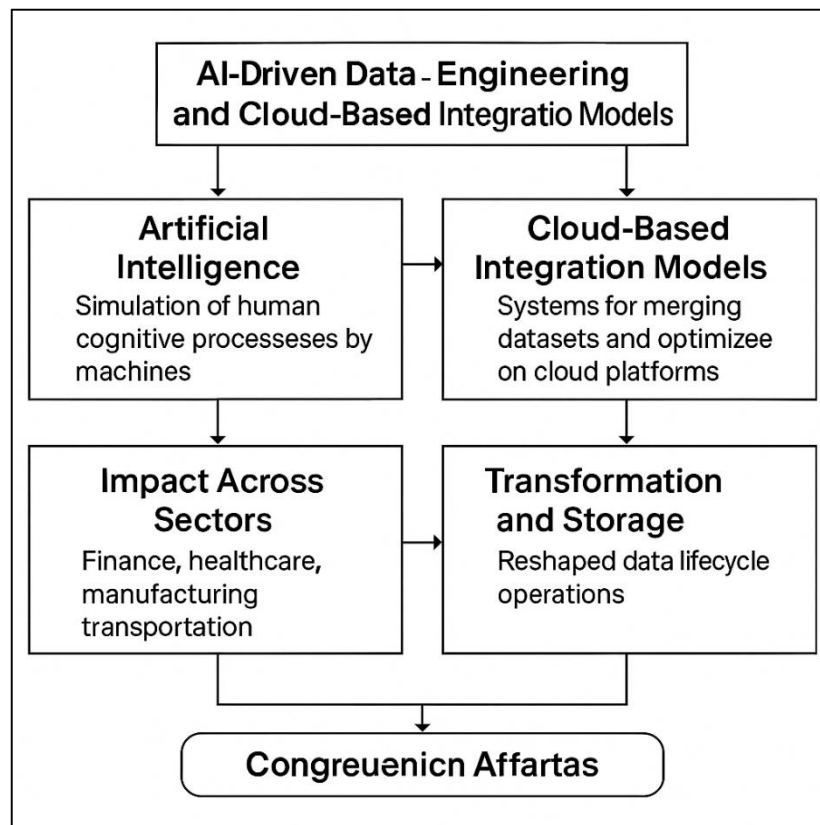 AI-Driven Data - Engineering
and Cloud-Based Integratio Models
Artificial
Intelligence
Simulation of human
cognitive processeses by
machines
Cloud-Based
Integration Models
Systems for merging
datasets and optimizee
on cloud platforms
Impact Across
Sectors
Finance, healthcare,
manufacturing
transportation
Transformation
and Storage
Reshaped data lifecycle
operations
Congreuenicn Affartas